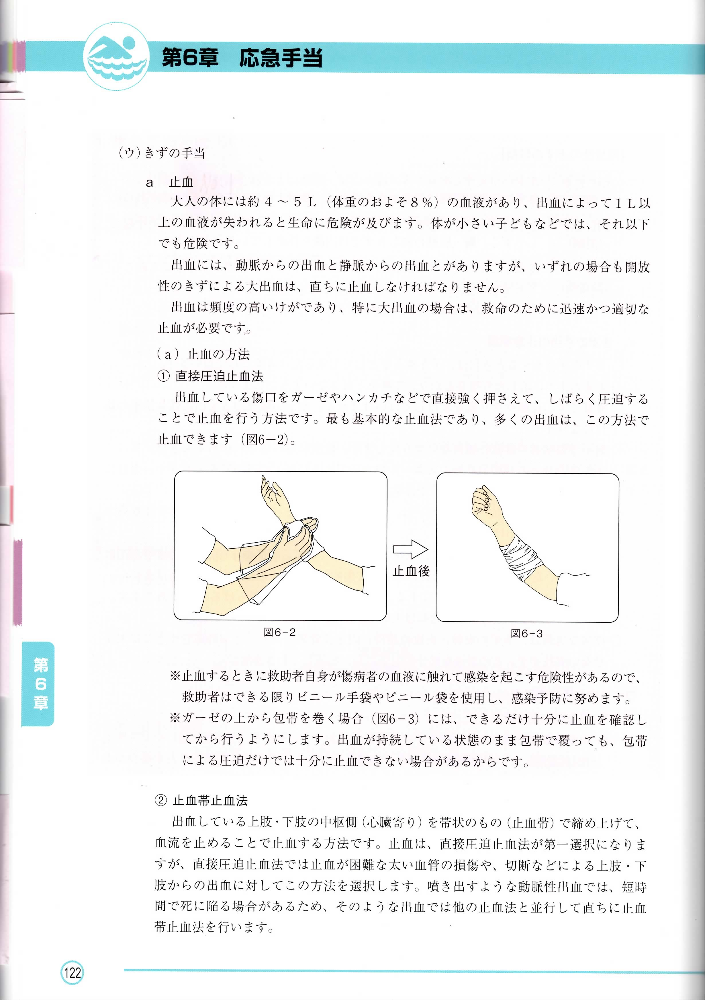 第6章　応急手当
（ウ）きずの手当
a　止血
大人の体には約４～５Ｌ（体重のおよそ８％）の血液があり、出血によって１Ｌ以
上の血液が失われると生命に危険が及びます。体が小さい子どもなどでは、それ以下
でも危険です。
出血には、動脈からの出血と静脈からの出血とがありますが、いずれの場合も開放
性のきずによる大出血は、直ちに止血しなければなりません。
出血は頻度の高いけがであり、特に大出血の場合は、救命のために迅速かつ適切な
止血が必要です。
（a）止血の方法
① 直接圧迫止血法
出血している傷口をガーゼやハンカチなどで直接強く押さえて、しばらく圧迫する
ことで止血を行う方法です。最も基本的な止血法であり、多くの出血は、この方法で
止血できます（図6－2）。
止血後
図6-2
図6-3
※止血するときに救助者自身が傷病者の血液に触れて感染を起こす危険性があるので、
救助者はできる限りビニール手袋やビニール袋を使用し、感染予防に努めます。
※ガーゼの上から包帯を巻く場合（図6－3）には、できるだけ十分に止血を確認し
てから行うようにします。出血が持続している状態のまま包帯で覆っても、包帯
による圧迫だけでは十分に止血できない場合があるからです。
第6章
② 止血帯止血法
出血している上肢・下肢の中枢側（心臓寄り）を帯状のもの（止血帯）で締め上げて、
血流を止めることで止血する方法です。止血は、直接圧迫止血法が第一選択になりま
すが、直接圧迫止血法では止血が困難な太い血管の損傷や、切断などによる上肢・下
肢からの出血に対してこの方法を選択します。噴き出すような動脈性出血では、短時
間で死に陥る場合があるため、そのような出血では他の止血法と並行して直ちに止血
帯止血法を行います。
122